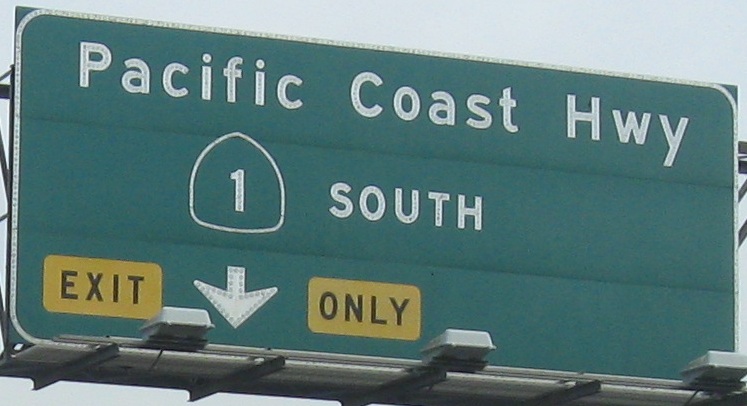 Pacific Coast Hwy
1 SOUTH
EXIT ONLY